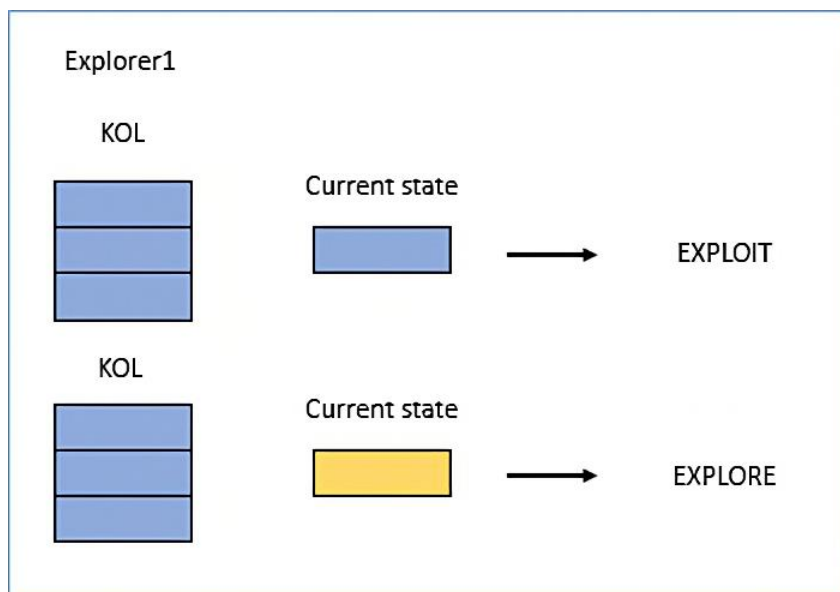 Explorer1
KOL
Current state
EXPLOIT
KOL
Current state
EXPLORE